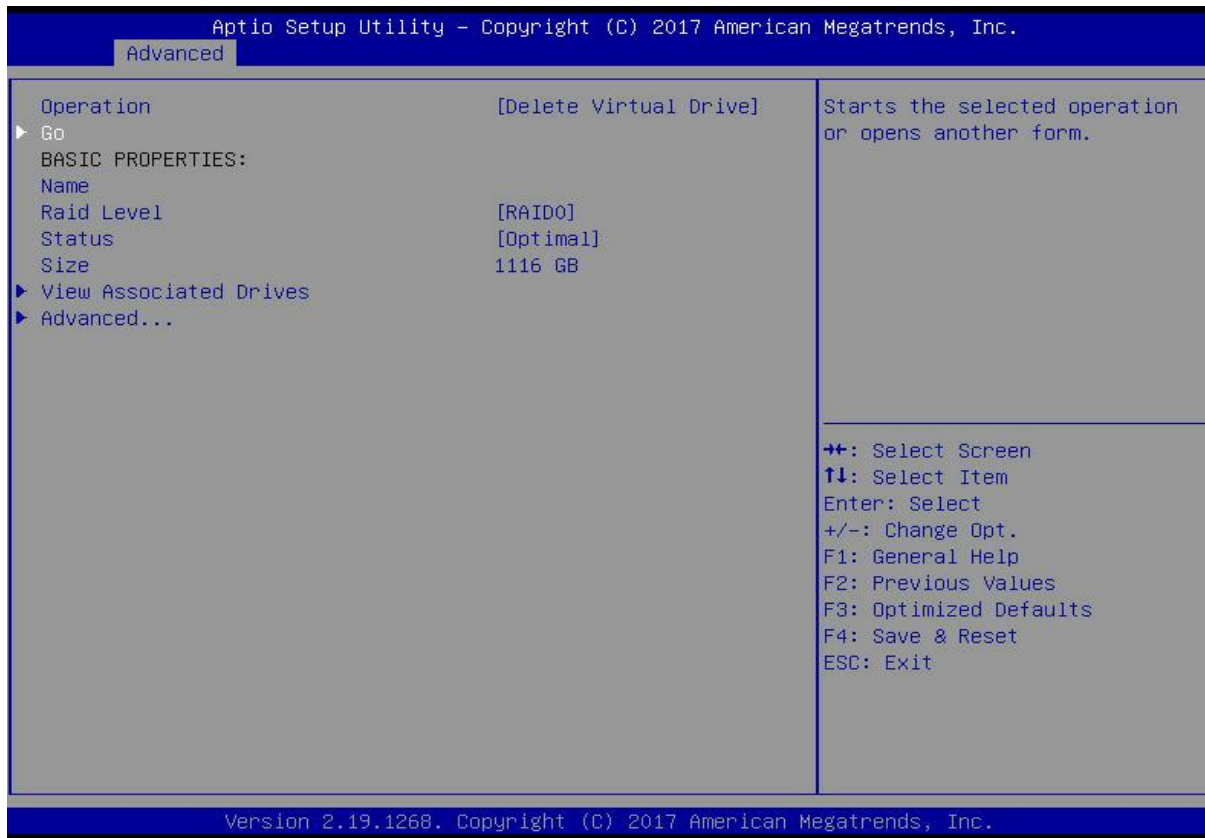 Aptio Setup Utility – Copyright (C) 2017 American Megatrends, Inc.
Advanced
Operation [Delete Virtual Drive]
▶ Go
BASIC PROPERTIES:
Name
Raid Level [RAID0]
Status [Optimal]
Size 1116 GB
▶ View Associated Drives
▶ Advanced...
Starts the selected operation
or opens another form.
→←: Select Screen
↑↓: Select Item
Enter: Select
+/-: Change Opt.
F1: General Help
F2: Previous Values
F3: Optimized Defaults
F4: Save & Reset
ESC: Exit
Version 2.19.1268. Copyright (C) 2017 American Megatrends, Inc.